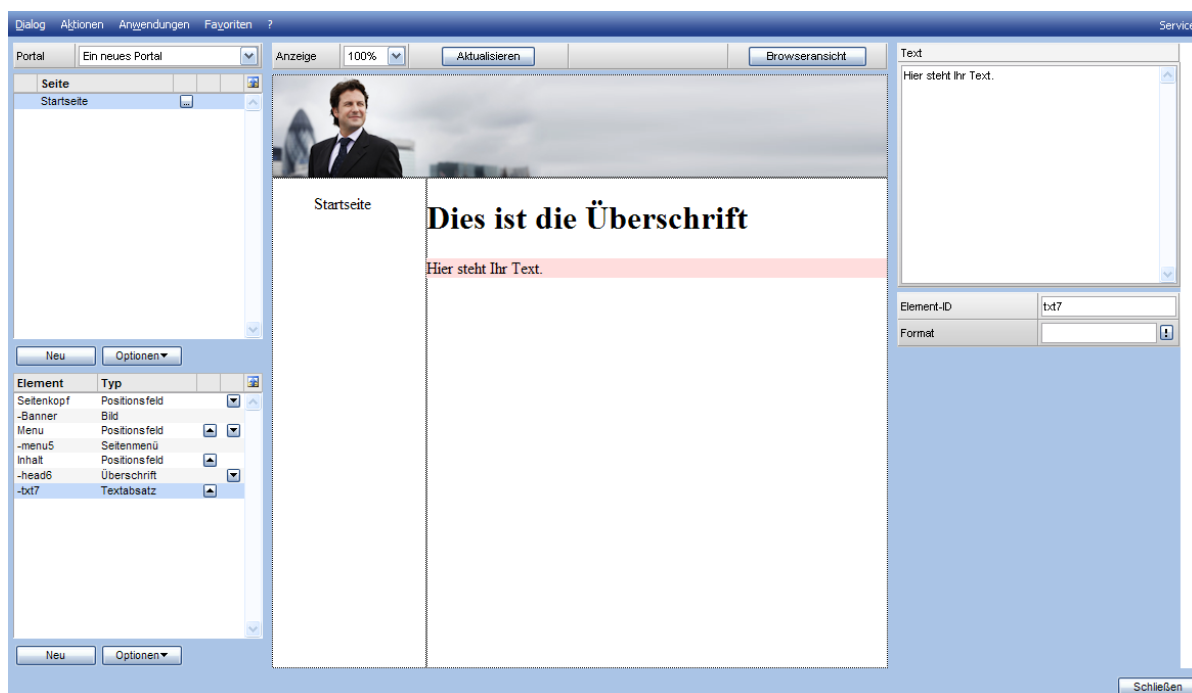 Dialog Aktionen Anwendungen Favoriten ?
Service
Portal Ein neues Portal
Seite
Startseite ...
Neu Optionen
Element Typ
Seitenkopf Positionsfeld
-Banner Bild
Menu Positionsfeld
-menu5 Seitenmenü
Inhalt Positionsfeld
-head6 Überschrift
-txt7 Textabsatz
Neu Optionen
Anzeige 100% Aktualisieren Browseransicht
Startseite
Dies ist die Überschrift
Hier steht Ihr Text.
Text
Hier steht Ihr Text.
Element-ID txt7
Format !
Schließen